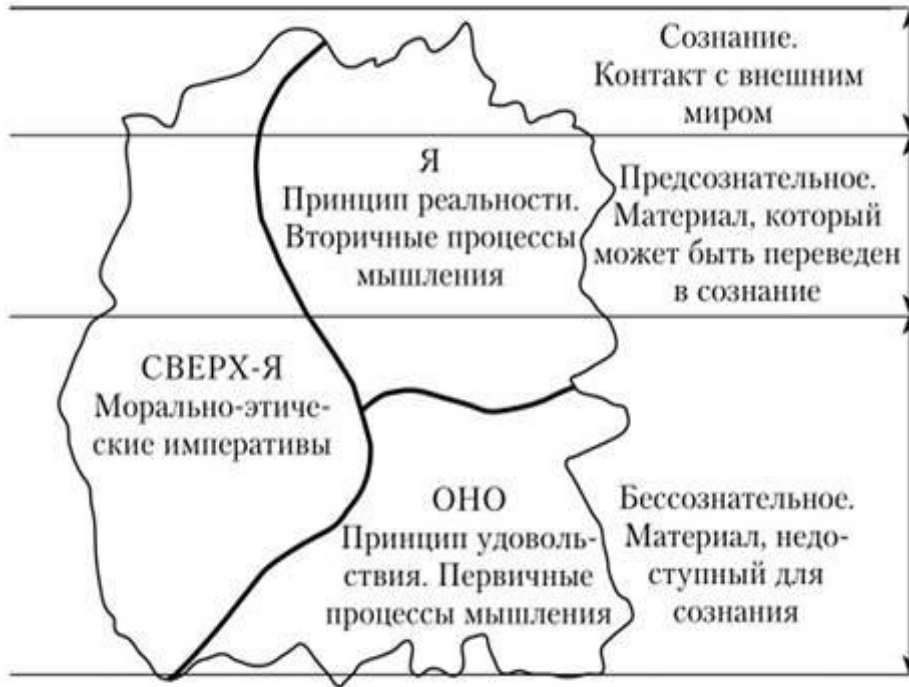 Сознание.
Контакт с внешним
миром
Я
Принцип реальности.
Вторичные процессы
мышления
Предсознательное.
Материал, который
может быть переведен
в сознание
СВЕРХ-Я
Морально-этиче-
ские императивы
ОНО
Принцип удоволь-
ствия. Первичные
процессы мышления
Бессознательное.
Материал, недо-
ступный для
сознания